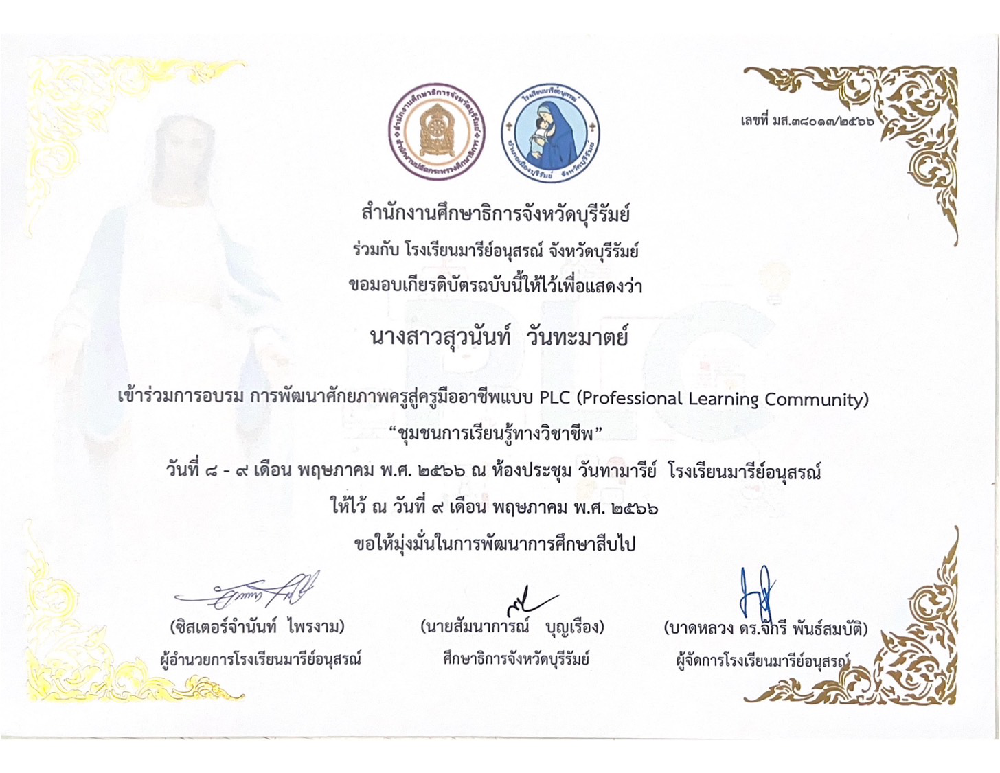 สำนักงานศึกษาธิการจังหวัดบุรีรัมย์
สำนักงานปลัดกระทรวงศึกษาธิการ
โรงเรียนมารีย์อนุสรณ์
อำเภอเมืองบุรีรัมย์ จังหวัดบุรีรัมย์
เลขที่ มส.๓๘๐๑๓/๒๕๖๖
สำนักงานศึกษาธิการจังหวัดบุรีรัมย์
ร่วมกับ โรงเรียนมารีย์อนุสรณ์ จังหวัดบุรีรัมย์
ขอมอบเกียรติบัตรฉบับนี้ให้ไว้เพื่อแสดงว่า
นางสาวสุวนันท์ วันทะมาตย์
เข้าร่วมการอบรม การพัฒนาศักยภาพครูสู่ครูมืออาชีพแบบ PLC (Professional Learning Community)
“ชุมชนการเรียนรู้ทางวิชาชีพ”
วันที่ ๘ - ๙ เดือน พฤษภาคม พ.ศ. ๒๕๖๖ ณ ห้องประชุม วันทามารีย์ โรงเรียนมารีย์อนุสรณ์
ให้ไว้ ณ วันที่ ๙ เดือน พฤษภาคม พ.ศ. ๒๕๖๖
ขอให้มุ่งมั่นในการพัฒนาการศึกษาสืบไป
(ซิสเตอร์จำนันท์ ไพรงาม) (นายสัมนาการณ์ บุญเรือง) (บาดหลวง ดร.จักรี พันธ์สมบัติ)
ผู้อำนวยการโรงเรียนมารีย์อนุสรณ์ ศึกษาธิการจังหวัดบุรีรัมย์ ผู้จัดการโรงเรียนมารีย์อนุสรณ์
PLC